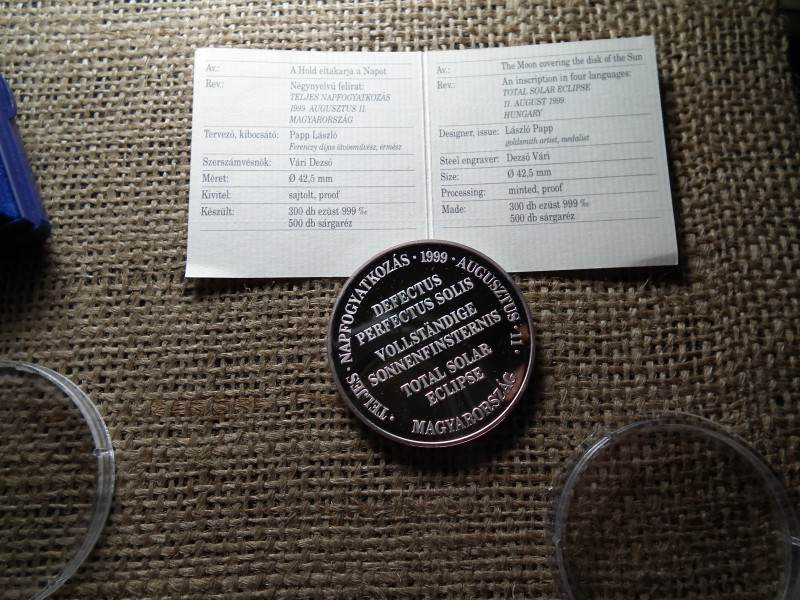 Av.: A Hold eltakarja a Napot
Rev.: Négynyelvű felirat:
TELJES NAPFOGYATKOZÁS
1999. AUGUSZTUS 11.
MAGYARORSZÁG
Tervező, kibocsátó: Papp László
Ferenczy díjas ötvösművész, érmész
Szerszámvésnök: Vári Dezső
Méret: Ø 42,5 mm
Kivitel: sajtolt, proof
Készült: 300 db ezüst 999 ‰
500 db sárgaréz
Av.: The Moon covering the disk of the Sun
Rev.: An inscription in four languages:
TOTAL SOLAR ECLIPSE
11. AUGUST 1999.
HUNGARY
Designer, issue: László Papp
goldsmith artist, medalist
Steel engraver: Dezső Vári
Size: Ø 42,5 mm
Processing: minted, proof
Made: 300 db ezüst 999 ‰
500 db sárgaréz
TELJES · NAPFOGYATKOZÁS · 1999 · AUGUSZTUS · 11 ·
DEFECTUS
PERFECTUS SOLIS
VOLLSTÄNDIGE
SONNENFINSTERNIS
TOTAL SOLAR
ECLIPSE
MAGYARORSZÁG